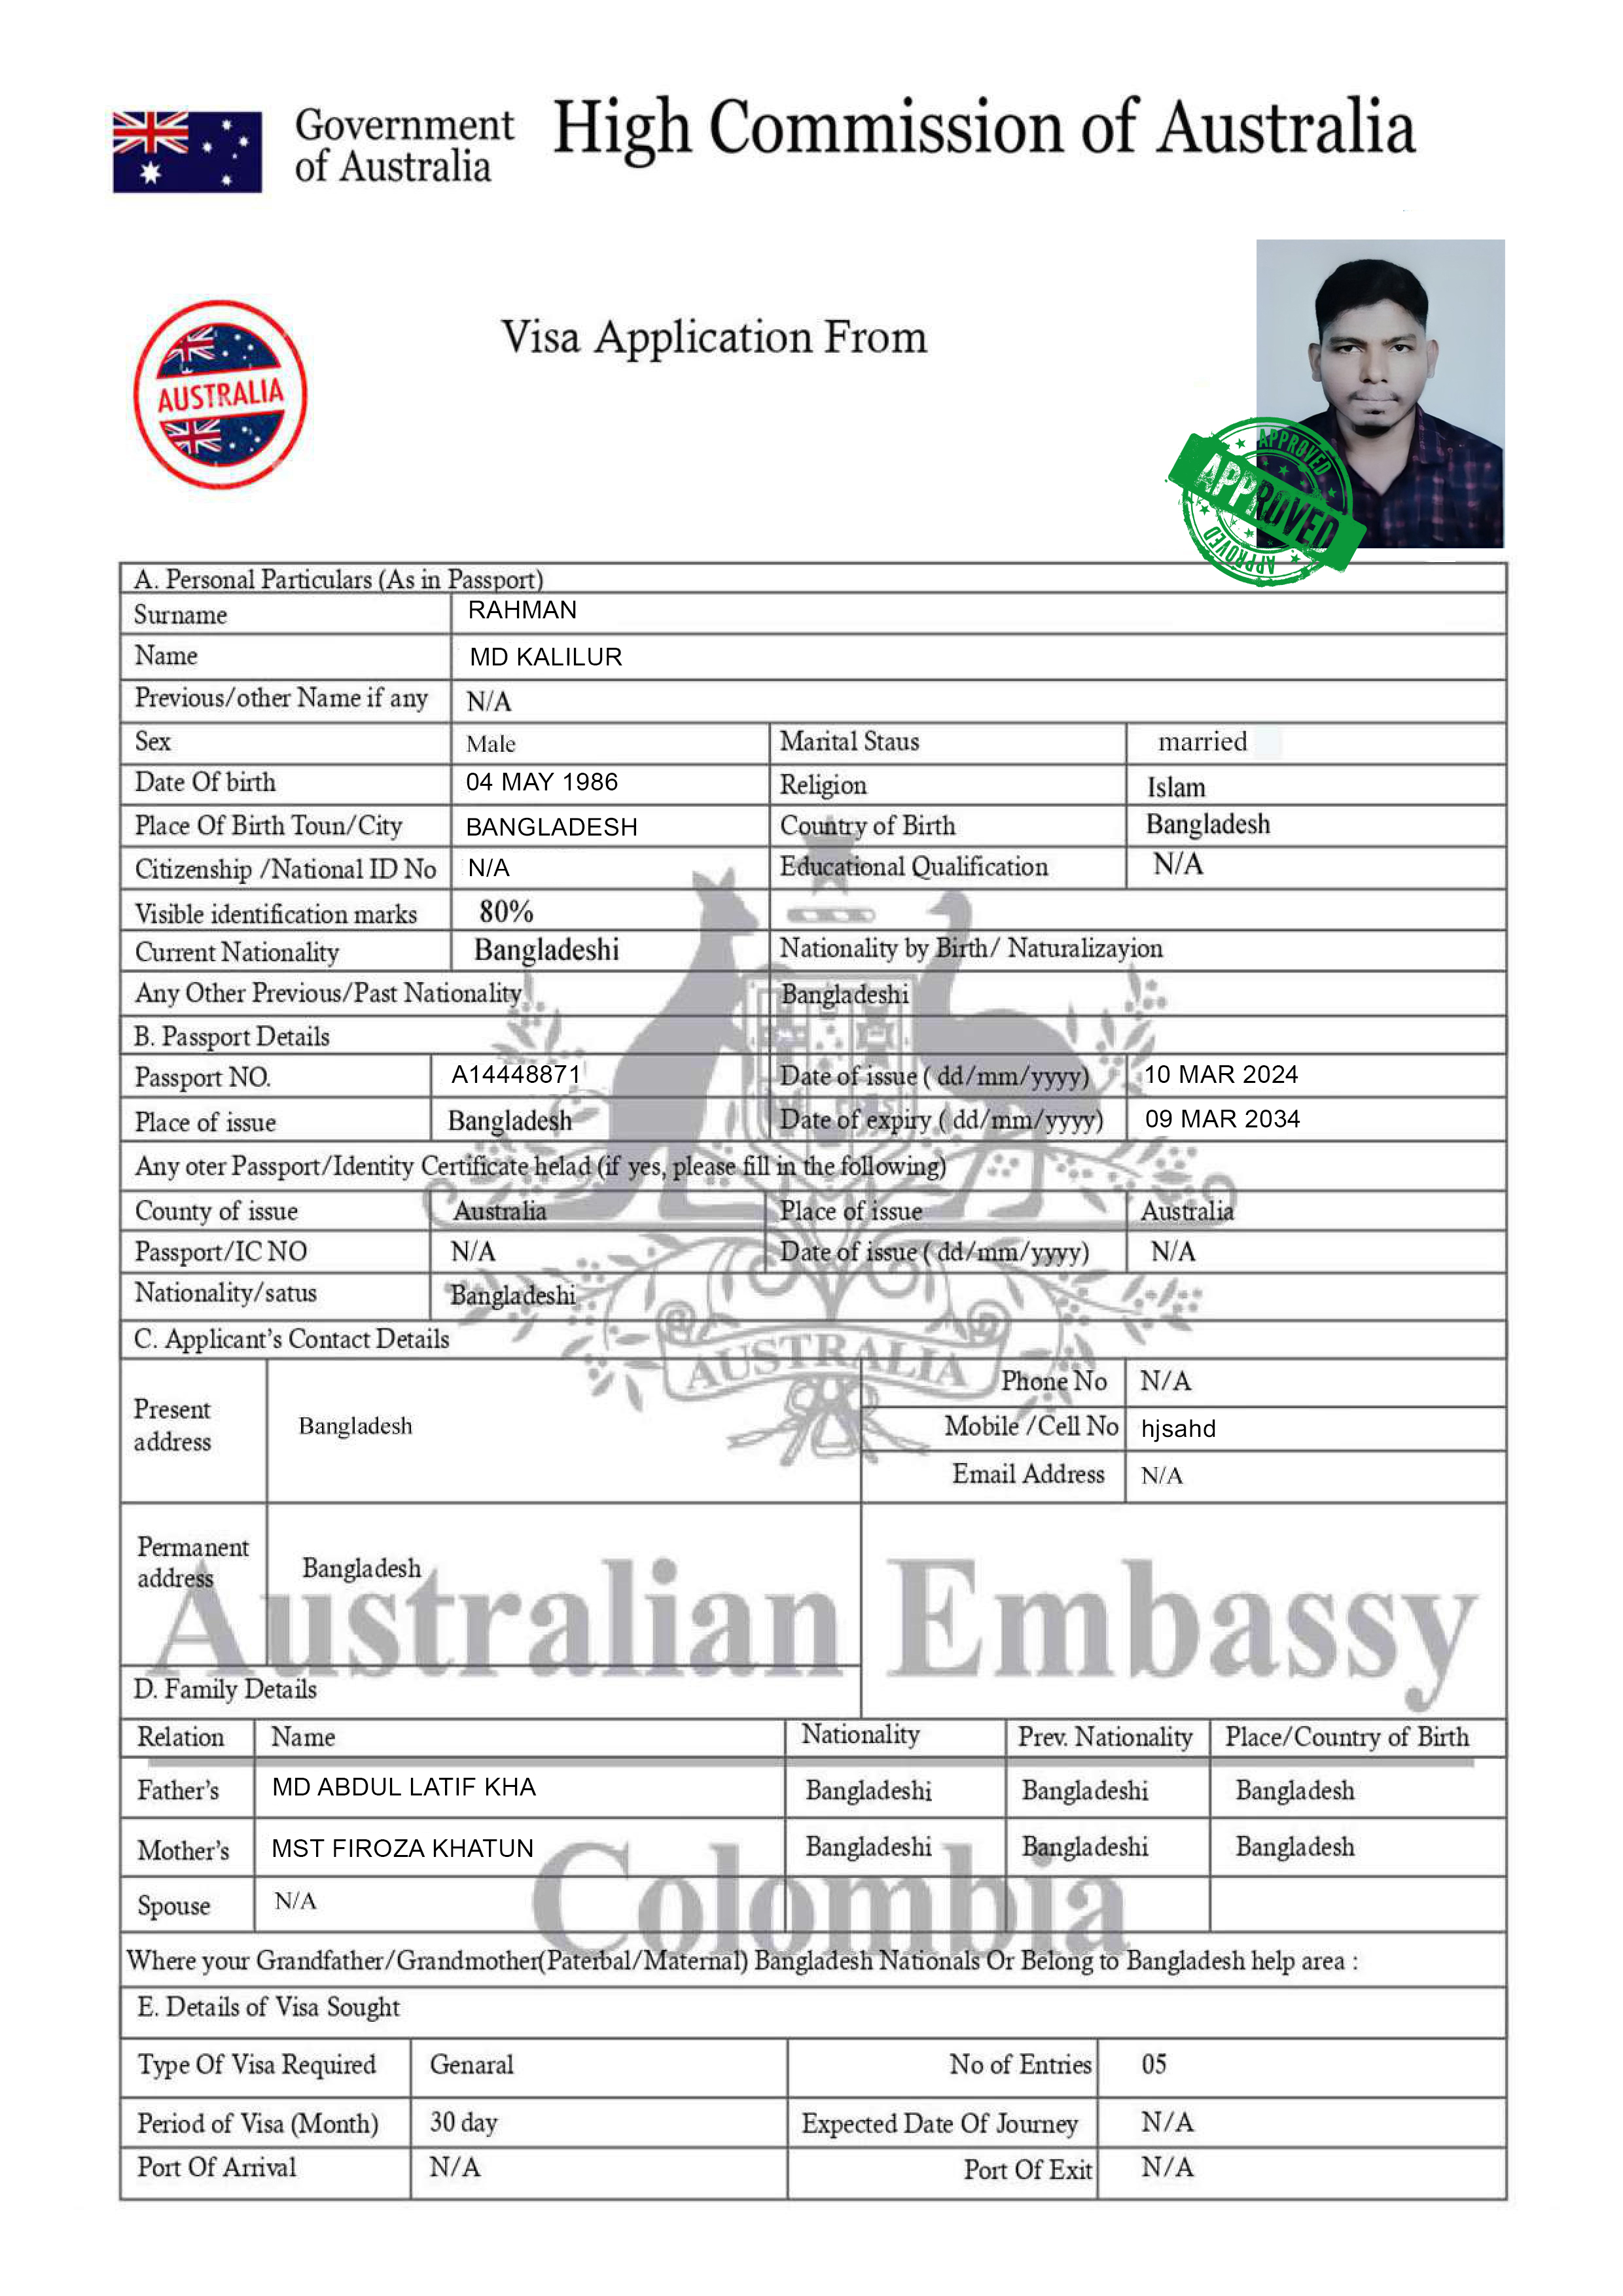 Government
of Australia
High Commission of Australia
Visa Application From
AUSTRALIA
APPROVED
APPROVED
APPROVED
A. Personal Particulars (As in Passport)
Surname RAHMAN
Name MD KALILUR
Previous/other Name if any N/A
Sex Male Marital Staus married
Date Of birth 04 MAY 1986 Religion Islam
Place Of Birth Toun/City BANGLADESH Country of Birth Bangladesh
Citizenship /National ID No N/A Educational Qualification N/A
Visible identification marks 80%
Current Nationality Bangladeshi Nationality by Birth/ Naturalizayion
Any Other Previous/Past Nationality Bangladeshi
B. Passport Details
Passport NO. A14448871 Date of issue ( dd/mm/yyyy) 10 MAR 2024
Place of issue Bangladesh Date of expiry ( dd/mm/yyyy) 09 MAR 2034
Any oter Passport/Identity Certificate helad (if yes, please fill in the following)
County of issue Australia Place of issue Australia
Passport/IC NO N/A Date of issue ( dd/mm/yyyy) N/A
Nationality/satus Bangladeshi
C. Applicant's Contact Details
AUSTRALIA
Present
address
Bangladesh
Phone No N/A
Mobile /Cell No hjsahd
Email Address N/A
Permanent
address
Bangladesh
Australian Embassy
D. Family Details
Relation Name Nationality Prev. Nationality Place/Country of Birth
Father's MD ABDUL LATIF KHA Bangladeshi Bangladeshi Bangladesh
Mother's MST FIROZA KHATUN Bangladeshi Bangladeshi Bangladesh
Colombia
Spouse N/A
Where your Grandfather/Grandmother(Paterbal/Maternal) Bangladesh Nationals Or Belong to Bangladesh help area :
E. Details of Visa Sought
Type Of Visa Required Genaral No of Entries 05
Period of Visa (Month) 30 day Expected Date Of Journey N/A
Port Of Arrival N/A Port Of Exit N/A